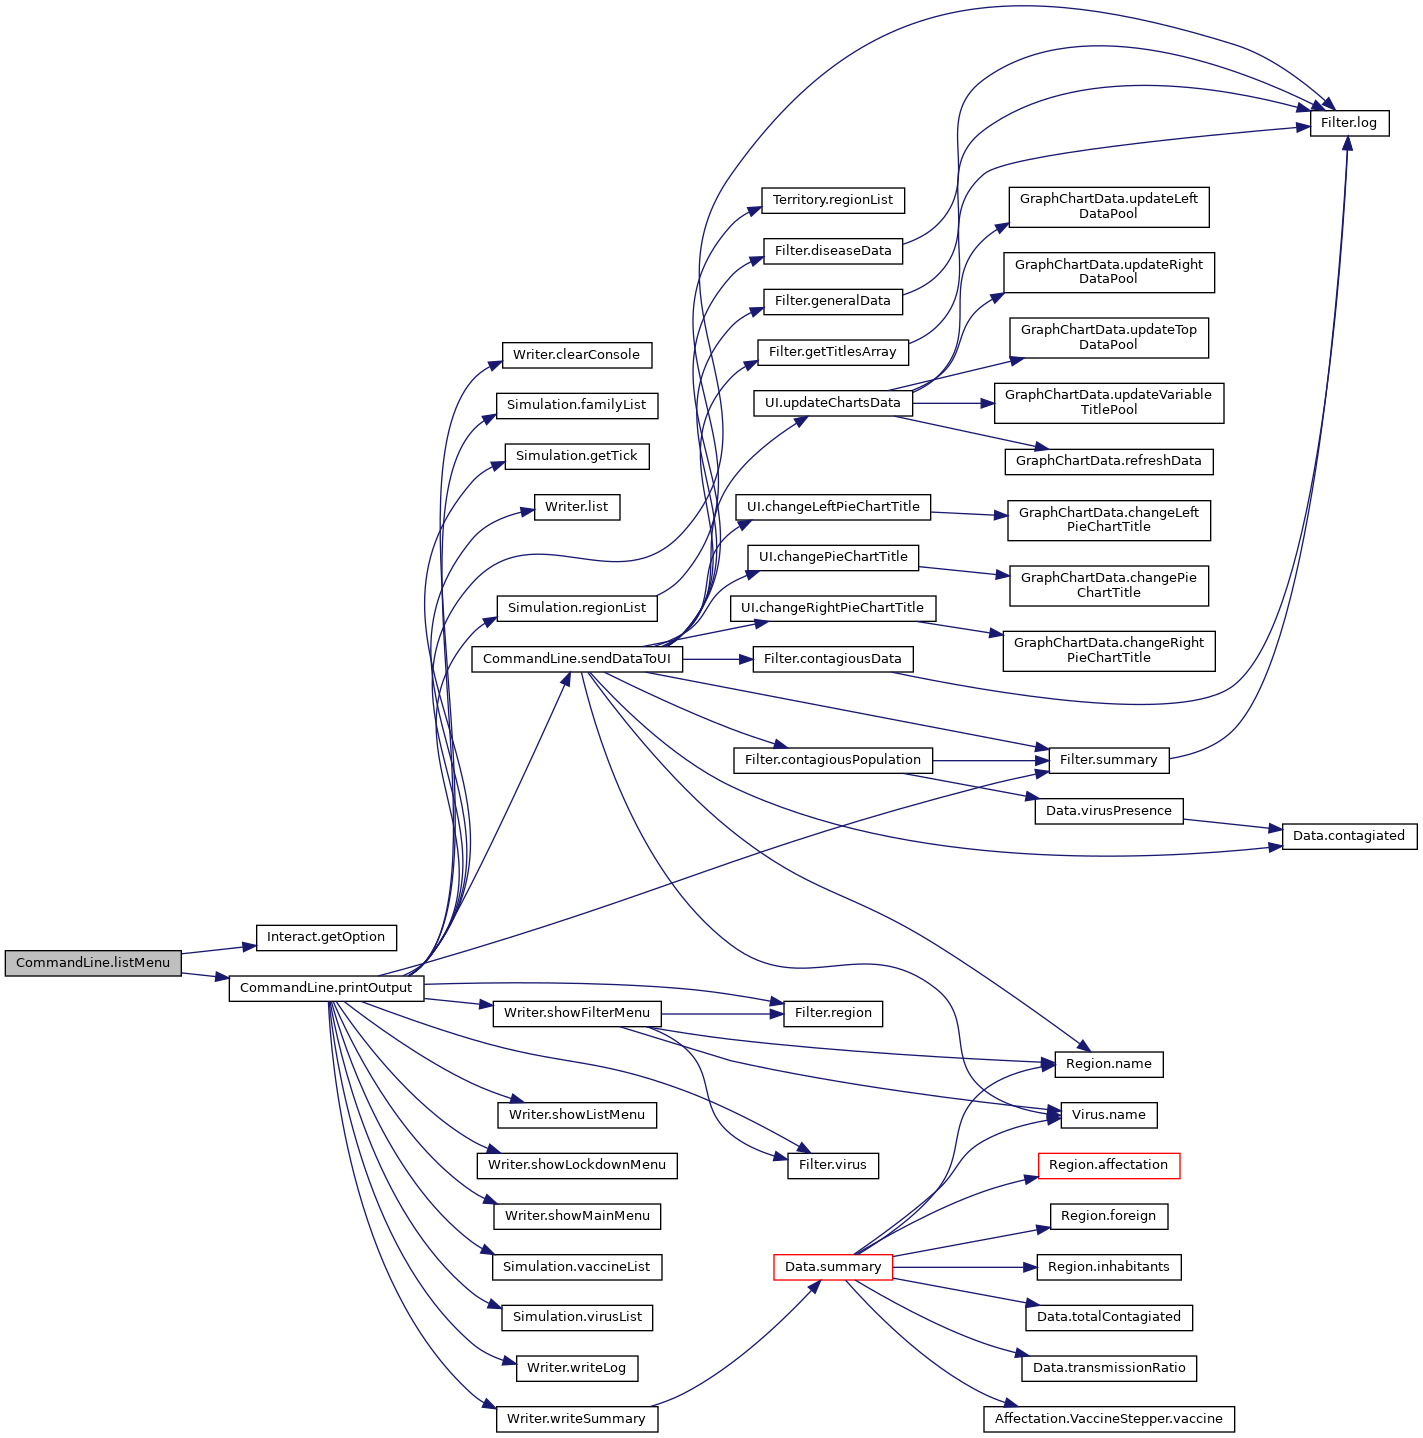 CommandLine.listMenu
Interact.getOption
CommandLine.printOutput
Writer.clearConsole
Simulation.familyList
Simulation.getTick
Writer.list
Simulation.regionList
CommandLine.sendDataToUI
Writer.showFilterMenu
Writer.showListMenu
Writer.showLockdownMenu
Writer.showMainMenu
Simulation.vaccineList
Simulation.virusList
Writer.writeLog
Writer.writeSummary
Territory.regionList
Filter.diseaseData
Filter.generalData
Filter.getTitlesArray
UI.updateChartsData
UI.changeLeftPieChartTitle
UI.changePieChartTitle
UI.changeRightPieChartTitle
Filter.contagiousData
Filter.contagiousPopulation
Filter.region
Filter.virus
Data.summary
GraphChartData.updateLeft
DataPool
GraphChartData.updateRight
DataPool
GraphChartData.updateTop
DataPool
GraphChartData.updateVariable
TitlePool
GraphChartData.refreshData
GraphChartData.changeLeft
PieChartTitle
GraphChartData.changePie
ChartTitle
GraphChartData.changeRight
PieChartTitle
Filter.summary
Data.virusPresence
Region.name
Virus.name
Region.affectation
Region.foreign
Region.inhabitants
Data.totalContagiated
Data.transmissionRatio
Affectation.VaccineStepper.vaccine
Filter.log
Data.contagiated